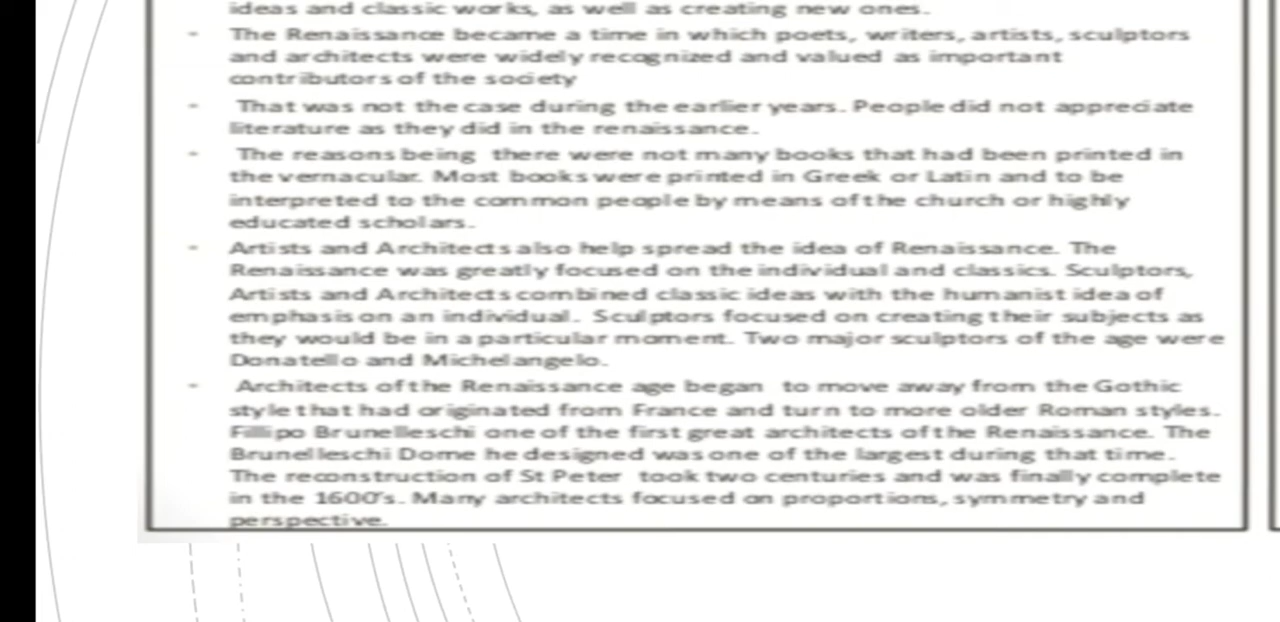 ideas and classic works, as well as creating new ones.
- The Renaissance became a time in which poets, writers, artists, sculptors
and architects were widely recognized and valued as important
contributors of the society
- That was not the case during the earlier years. People did not appreciate
literature as they did in the renaissance.
- The reasons being there were not many books that had been printed in
the vernacular. Most books were printed in Greek or Latin and to be
interpreted to the common people by means of the church or highly
educated scholars.
- Artists and Architects also help spread the idea of Renaissance. The
Renaissance was greatly focused on the individual and classics. Sculptors,
Artists and Architects combined classic ideas with the humanist idea of
emphasis on an individual. Sculptors focused on creating their subjects as
they would be in a particular moment. Two major sculptors of the age were
Donatello and Michelangelo.
- Architects of the Renaissance age began to move away from the Gothic
style that had originated from France and turn to more older Roman styles.
Fillipo Brunelleschi one of the first great architects of the Renaissance. The
Brunelleschi Dome he designed was one of the largest during that time.
The reconstruction of St Peter took two centuries and was finally complete
in the 1600's. Many architects focused on proportions, symmetry and
perspective.